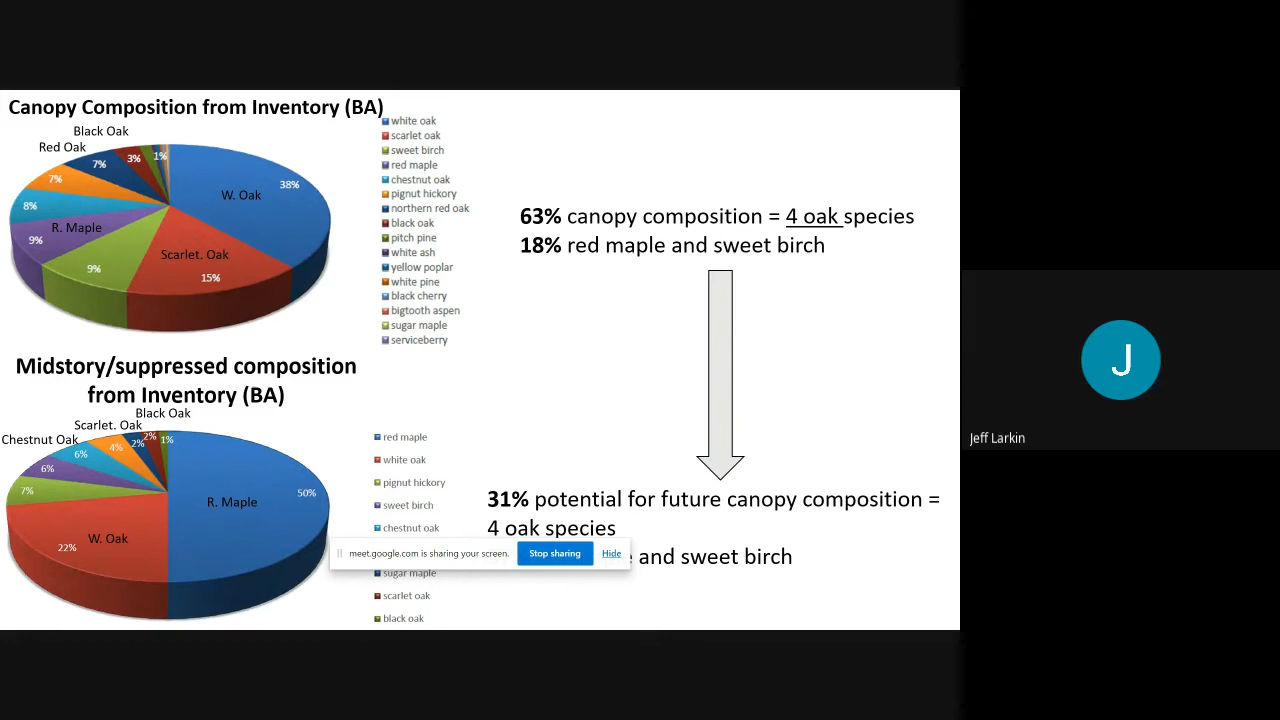 Canopy Composition from Inventory (BA)
Black Oak
Red Oak
1%
3%
7%
7%
8%
R. Maple
9%
9%
Scarlet. Oak
15%
W. Oak
38%
white oak
scarlet oak
sweet birch
red maple
chestnut oak
pignut hickory
northern red oak
black oak
pitch pine
white ash
yellow poplar
white pine
black cherry
bigtooth aspen
sugar maple
serviceberry
63% canopy composition = 4 oak species
18% red maple and sweet birch
Midstory/suppressed composition
from Inventory (BA)
Black Oak
Scarlet. Oak
Chestnut Oak
1%
2%
2%
4%
6%
6%
7%
W. Oak
22%
R. Maple
50%
red maple
white oak
pignut hickory
sweet birch
chestnut oak
sugar maple
scarlet oak
black oak
31% potential for future canopy composition =
4 oak species
and sweet birch
meet.google.com is sharing your screen.
Stop sharing
Hide
J
Jeff Larkin